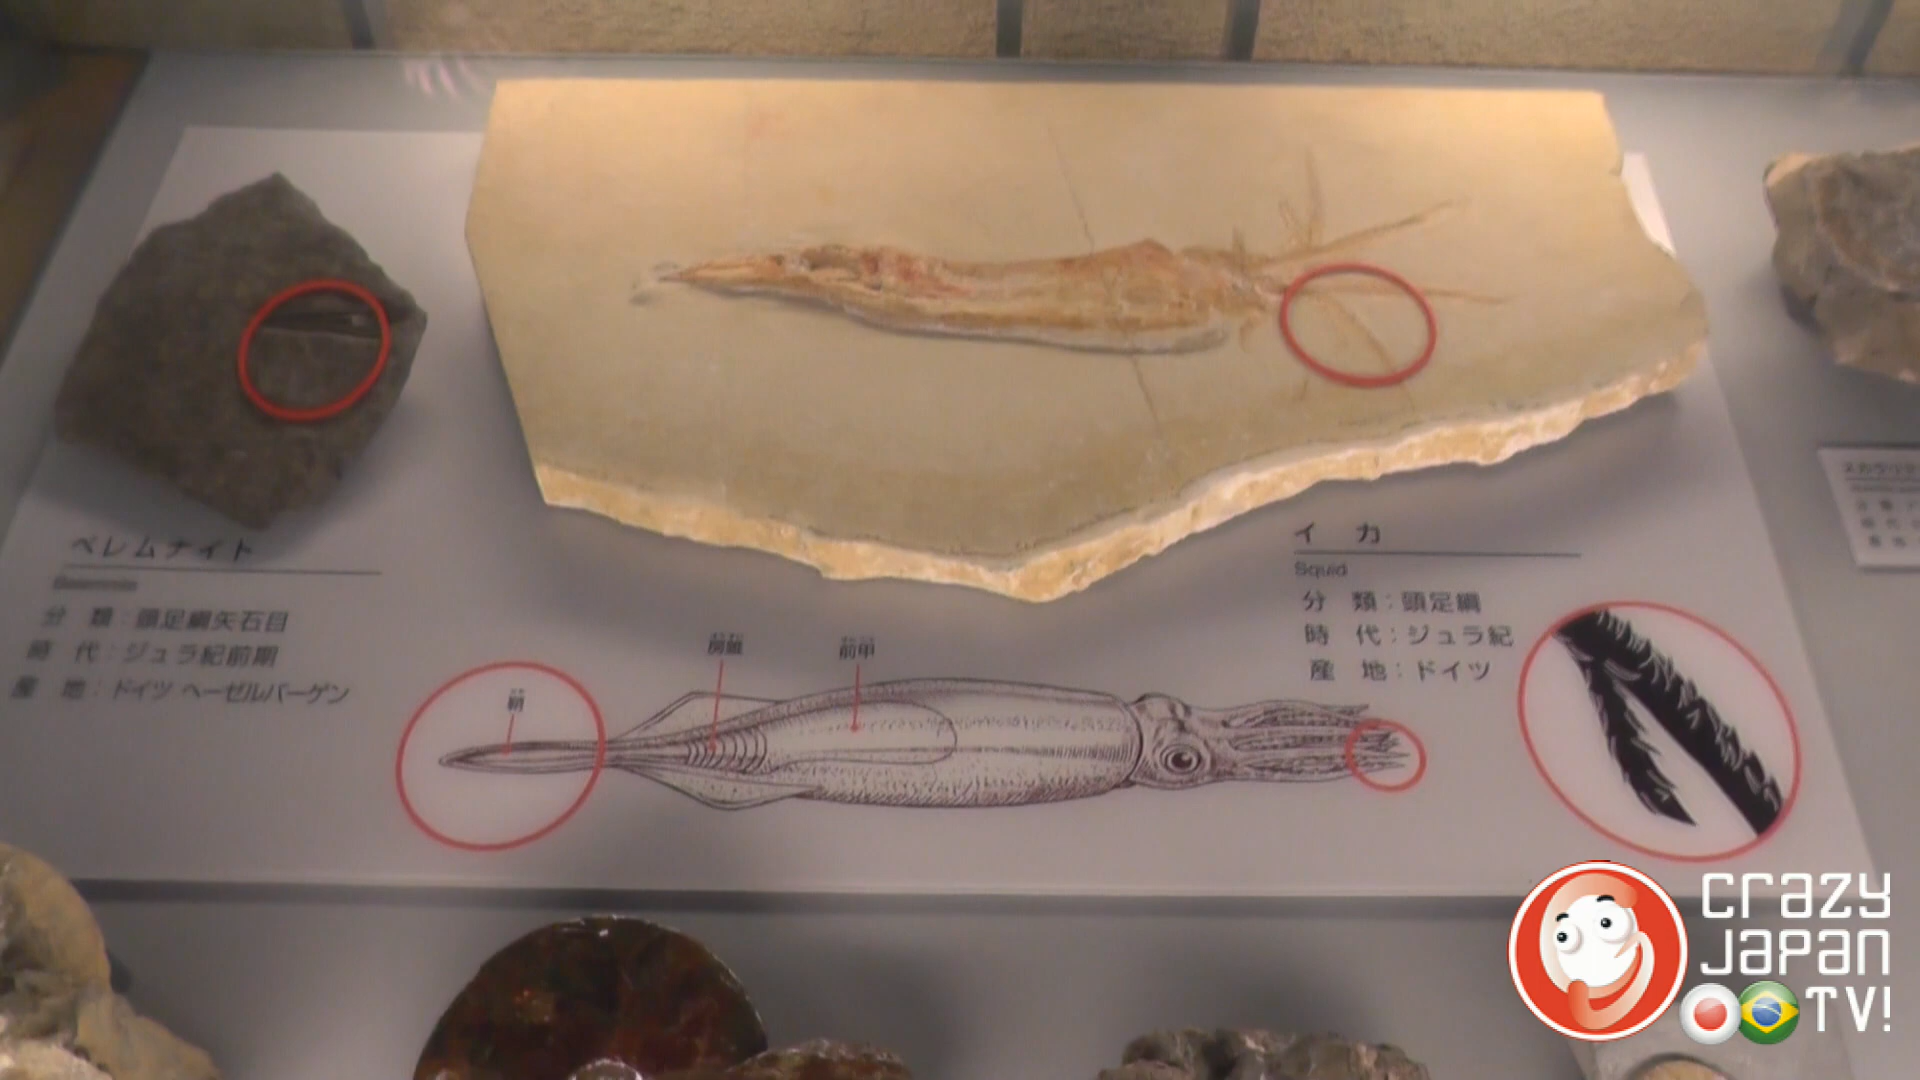 ベレムナイト
分 類：頭足綱矢石目
時 代：ジュラ紀前期
産 地：ドイツ ヘーゼルバーゲン
イ カ
Squid
分 類：頭足綱
時 代：ジュラ紀
産 地：ドイツ
鞘
房錐
前甲
crazy
Japan
TV!